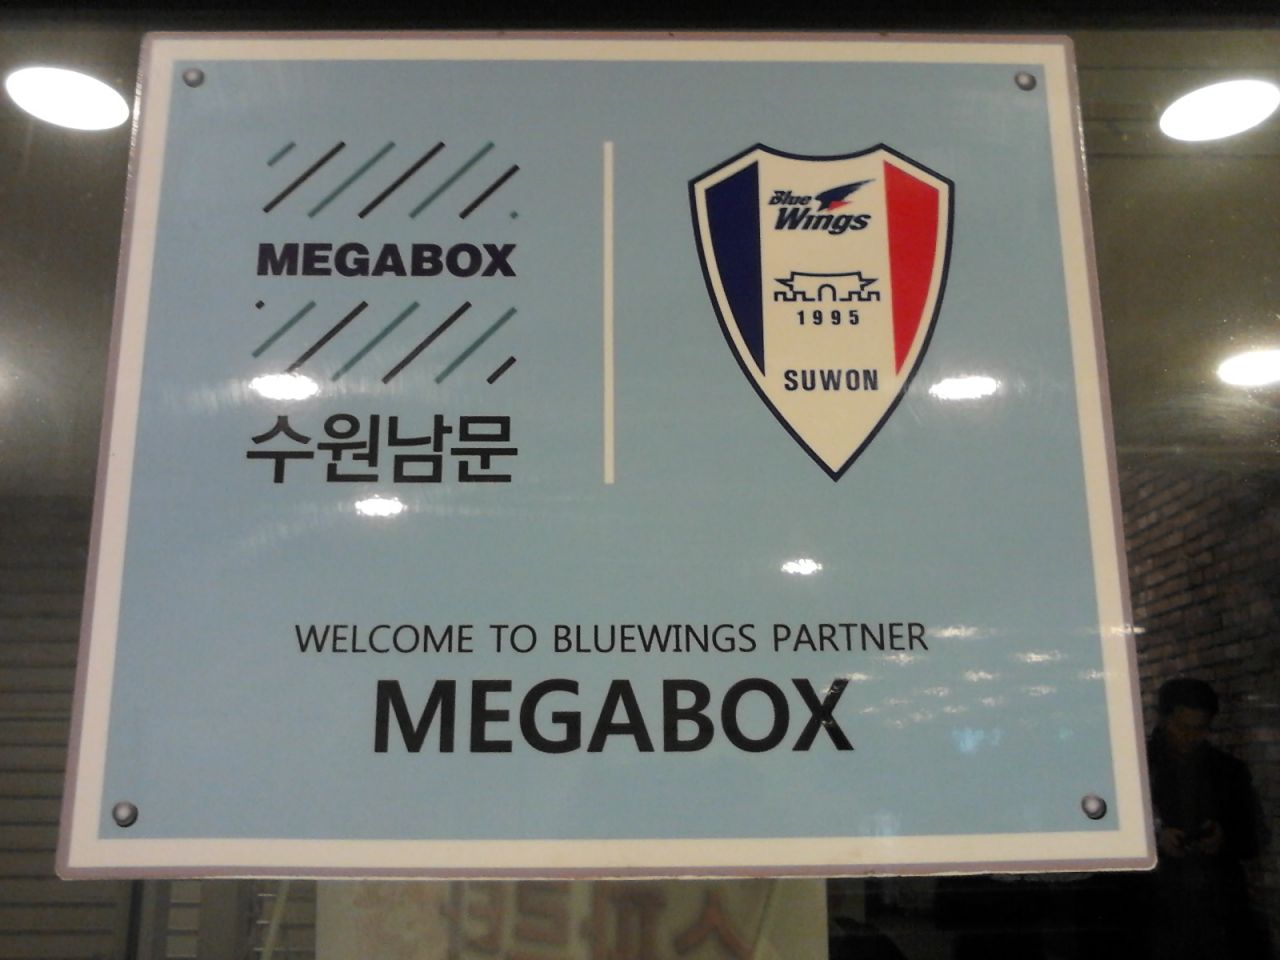 MEGABOX
수원남문
Blue
Wings
1995
SUWON
WELCOME TO BLUEWINGS PARTNER
MEGABOX